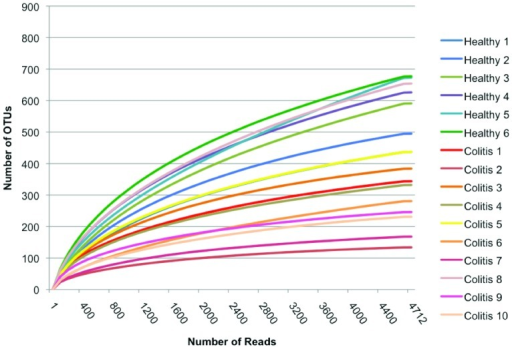 900
800
700
600
500
400
300
200
100
0
Number of OTUs
1
400
800
1200
1600
2000
2400
2800
3200
3600
4000
4400
4712
Number of Reads
Healthy 1
Healthy 2
Healthy 3
Healthy 4
Healthy 5
Healthy 6
Colitis 1
Colitis 2
Colitis 3
Colitis 4
Colitis 5
Colitis 6
Colitis 7
Colitis 8
Colitis 9
Colitis 10